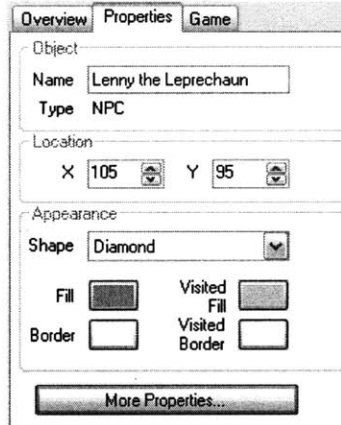 Overview Properties Game
Object
Name Lenny the Leprechaun
Type NPC
Location
X 105 Y 95
Appearance
Shape Diamond
Fill Visited Fill
Border Visited Border
More Properties...